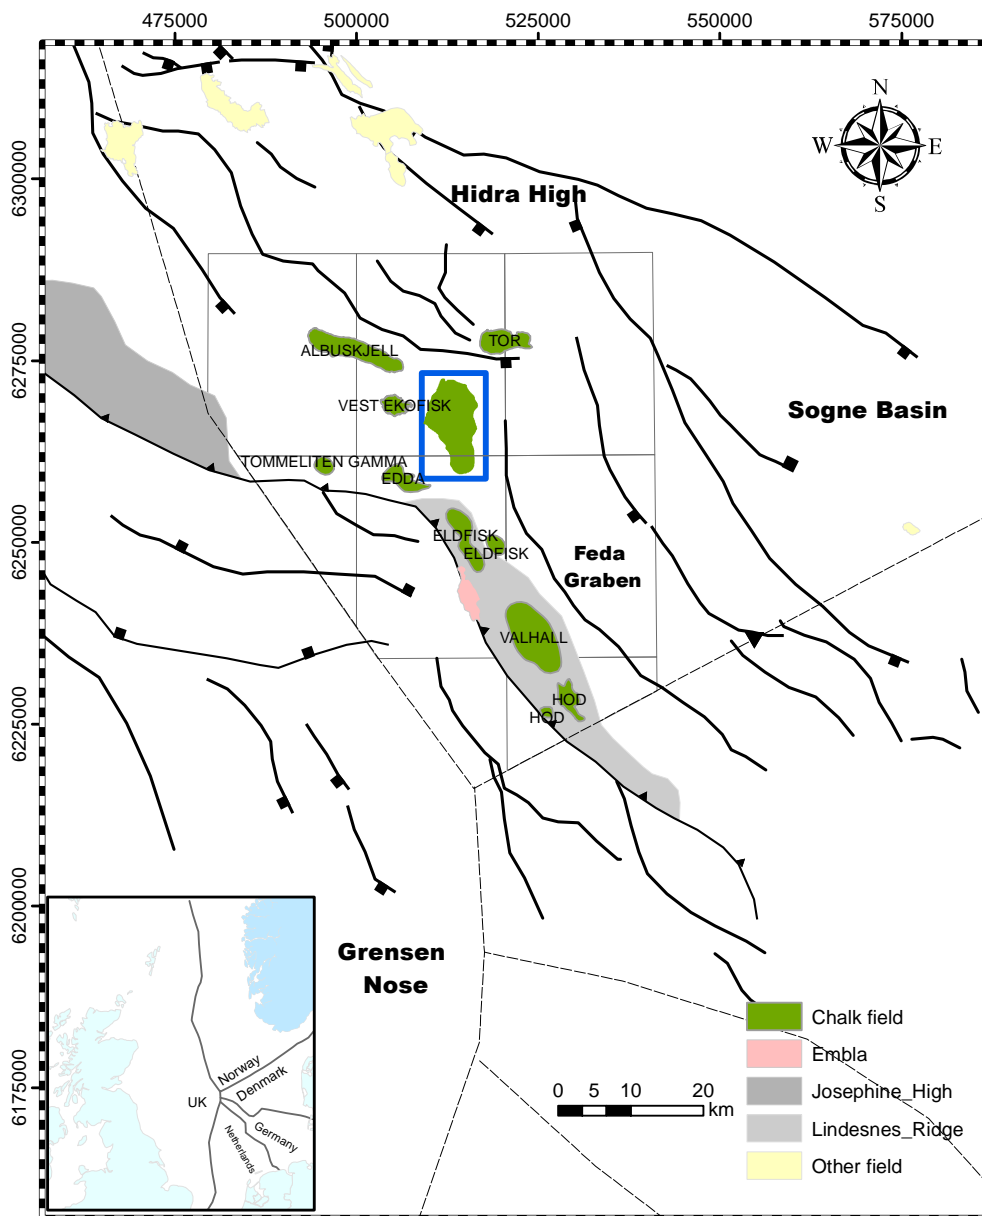 475000
500000
525000
550000
575000
N
W
E
S
6300000
Hidra High
6275000
TOR
ALBUSKJELL
Sogne Basin
VEST EKOFISK
TOMMELITEN GAMMA
EDDA
6250000
ELDFISK
ELDFISK
Feda
Graben
VALHALL
6225000
HOD
HOD
6200000
Grensen
Nose
6175000
Norway
Denmark
UK
Germany
Netherlands
Chalk field
Embla
Josephine_High
Lindesnes_Ridge
Other field
0 5 10 20
km